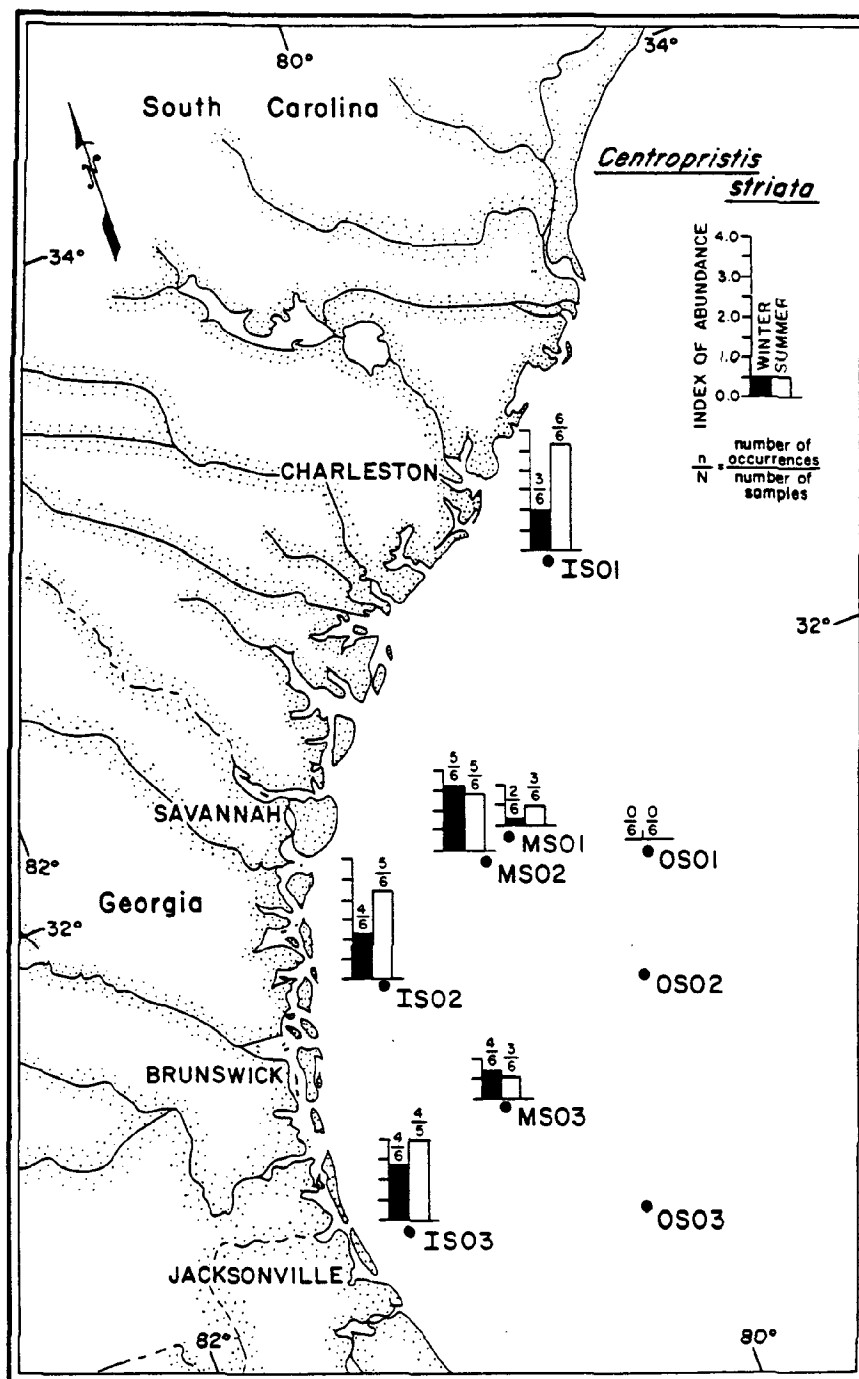 80°
34°
South Carolina
N
Centropristis
striata
34°
INDEX OF ABUNDANCE
4.0
3.0
2.0
1.0
0.0
WINTER
SUMMER
n/N = number of occurrences / number of samples
CHARLESTON
3/6
6/6
IS01
32°
SAVANNAH
5/6
5/6
2/6
3/6
0/6
0/6
MS01
MS02
OS01
82°
Georgia
32°
4/6
5/6
IS02
OS02
BRUNSWICK
4/6
3/6
MS03
4/6
4/5
IS03
OS03
JACKSONVILLE
82°
80°